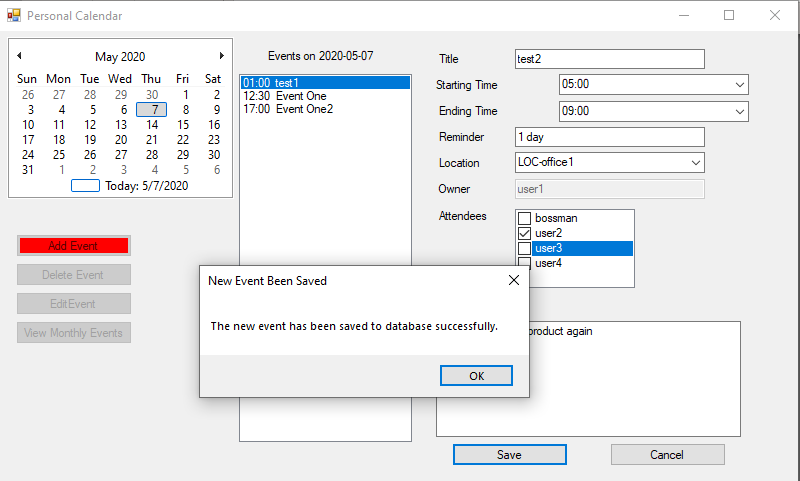 Personal Calendar
May 2020
Sun Mon Tue Wed Thu Fri Sat
26 27 28 29 30 1 2
3 4 5 6 7 8 9
10 11 12 13 14 15 16
17 18 19 20 21 22 23
24 25 26 27 28 29 30
31 1 2 3 4 5 6
Today: 5/7/2020
Add Event
Delete Event
EditEvent
View Monthly Events
Events on 2020-05-07
01:00 test1
12:30 Event One
17:00 Event One2
Title test2
Starting Time 05:00
Ending Time 09:00
Reminder 1 day
Location LOC-office1
Owner user1
Attendees bossman
user2
user3
user4
product again
Save Cancel
New Event Been Saved
The new event has been saved to database successfully.
OK